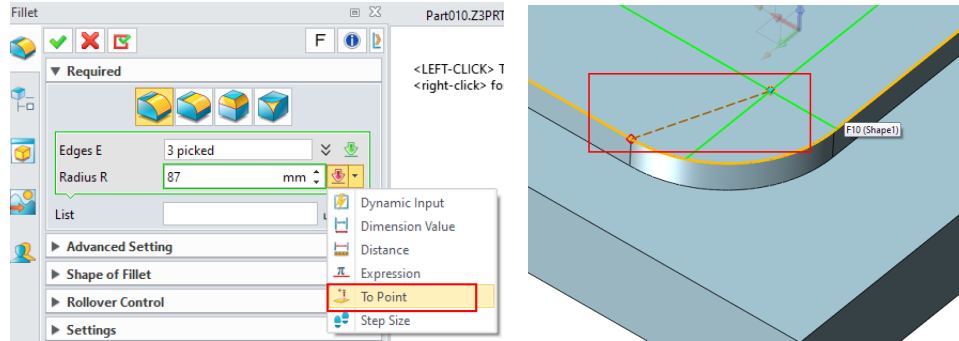 Fillet
Part010.Z3PRT
F
<LEFT-CLICK> T
<right-click> fo
Required
Edges E
3 picked
Radius R
87
mm
List
Dynamic Input
Dimension Value
Distance
π Expression
To Point
Step Size
Advanced Setting
Shape of Fillet
Rollover Control
Settings
F10 (Shape1)